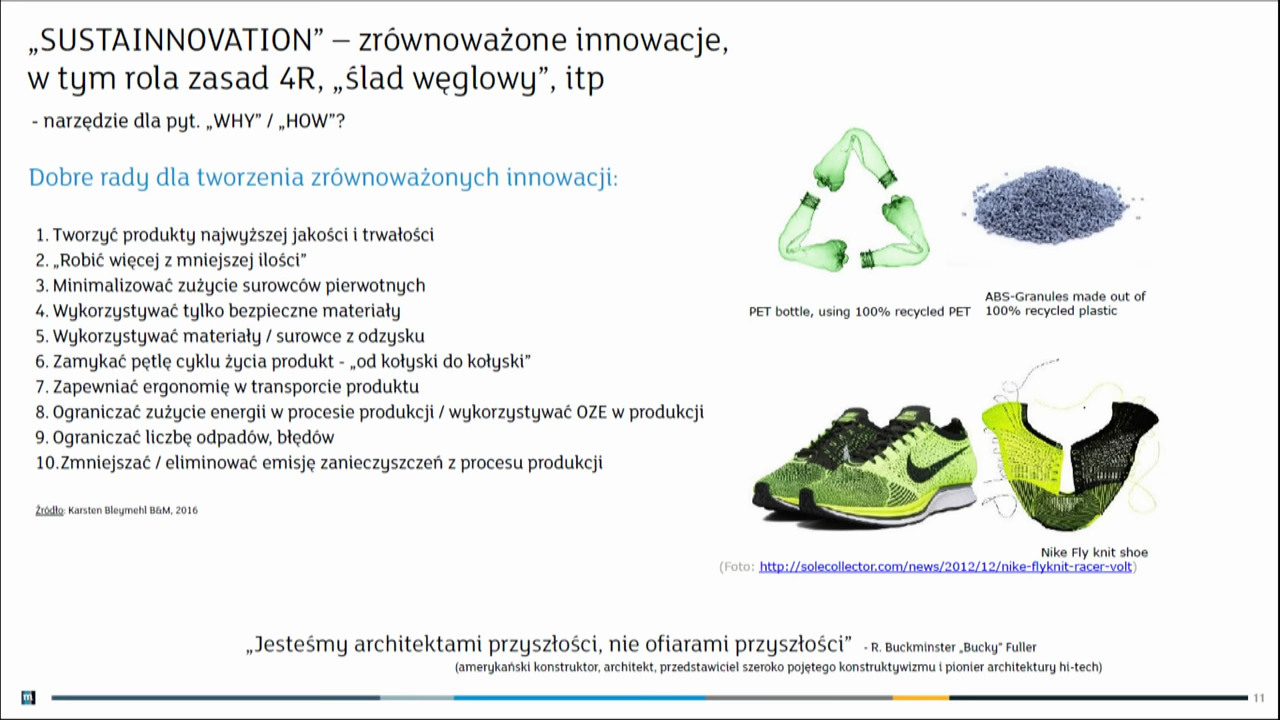 „SUSTAINNOVATION” – zrównoważone innowacje,
w tym rola zasad 4R, „ślad węglowy”, itp
- narzędzie dla pyt. „WHY” / „HOW”?
Dobre rady dla tworzenia zrównoważonych innowacji:
1. Tworzyć produkty najwyższej jakości i trwałości
2. „Robić więcej z mniejszej ilości”
3. Minimalizować zużycie surowców pierwotnych
4. Wykorzystywać tylko bezpieczne materiały
5. Wykorzystywać materiały / surowce z odzysku
6. Zamykać pętlę cyklu życia produkt - „od kołyski do kołyski”
7. Zapewniać ergonomię w transporcie produktu
8. Ograniczać zużycie energii w procesie produkcji / wykorzystywać OZE w produkcji
9. Ograniczać liczbę odpadów, błędów
10.Zmniejszać / eliminować emisję zanieczyszczeń z procesu produkcji
Źródło: Karsten Bleymehl B&M, 2016
PET bottle, using 100% recycled PET
ABS-Granules made out of
100% recycled plastic
Nike Fly knit shoe
(Foto: http://solecollector.com/news/2012/12/nike-flyknit-racer-volt)
„Jesteśmy architektami przyszłości, nie ofiarami przyszłości” - R. Buckminster „Bucky” Fuller
(amerykański konstruktor, architekt, przedstawiciel szeroko pojętego konstruktywizmu i pionier architektury hi-tech)
m
11